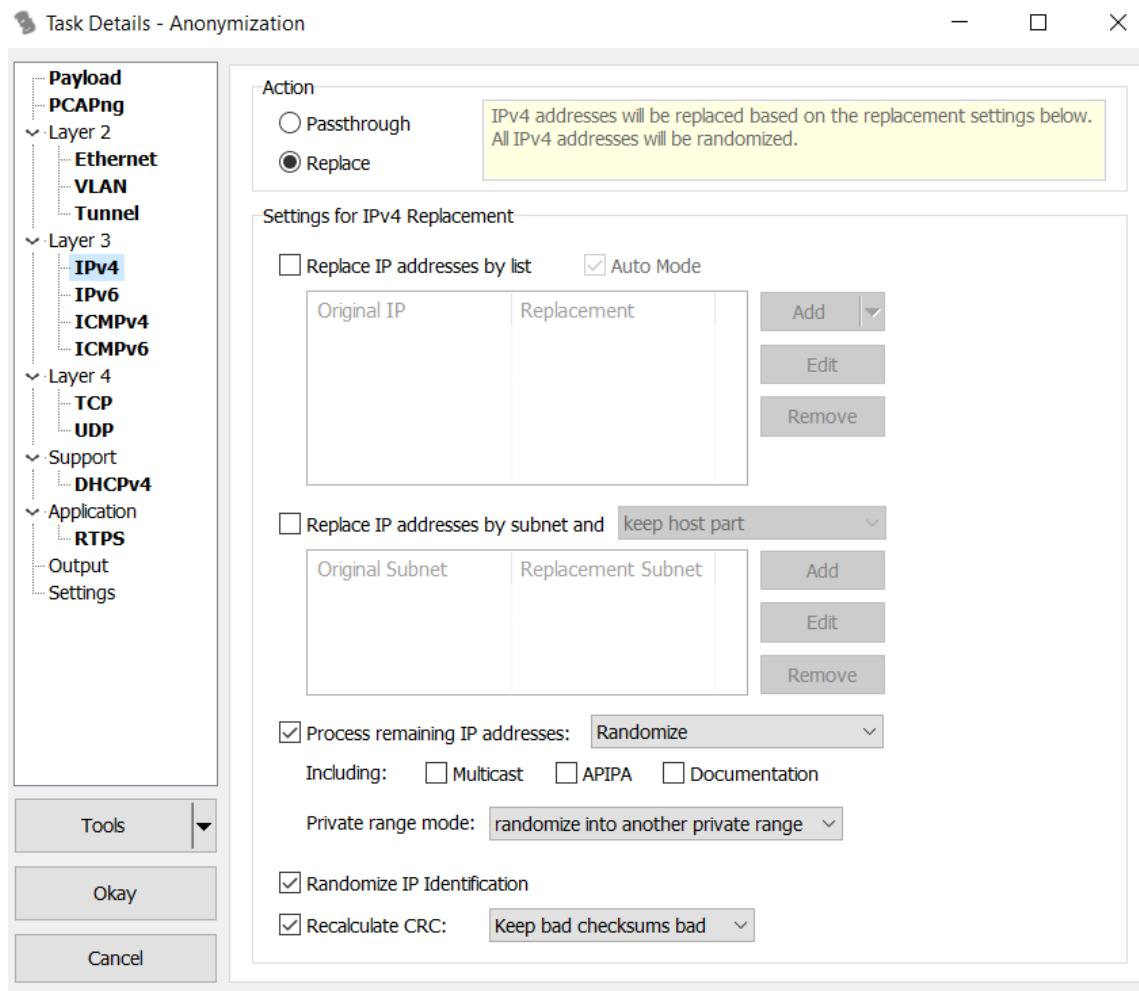 Task Details - Anonymization
Payload
PCAPng
Layer 2
Ethernet
VLAN
Tunnel
Layer 3
IPv4
IPv6
ICMPv4
ICMPv6
Layer 4
TCP
UDP
Support
DHCPv4
Application
RTPS
Output
Settings
Tools
Okay
Cancel
Action
Passthrough
Replace
IPv4 addresses will be replaced based on the replacement settings below.
All IPv4 addresses will be randomized.
Settings for IPv4 Replacement
Replace IP addresses by list Auto Mode
Original IP Replacement
Add
Edit
Remove
Replace IP addresses by subnet and keep host part
Original Subnet Replacement Subnet
Add
Edit
Remove
Process remaining IP addresses: Randomize
Including: Multicast APIPA Documentation
Private range mode: randomize into another private range
Randomize IP Identification
Recalculate CRC: Keep bad checksums bad